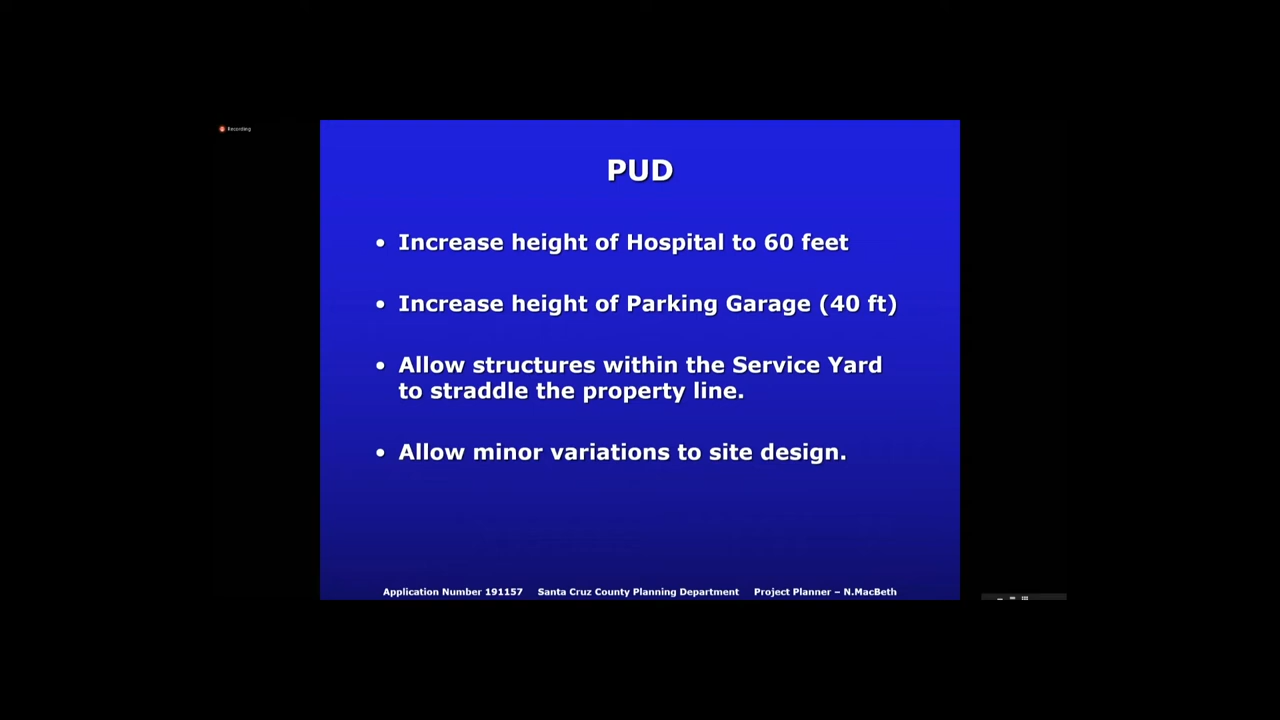 Recording
PUD
• Increase height of Hospital to 60 feet
• Increase height of Parking Garage (40 ft)
• Allow structures within the Service Yard
to straddle the property line.
• Allow minor variations to site design.
Application Number 191157 Santa Cruz County Planning Department Project Planner – N.MacBeth